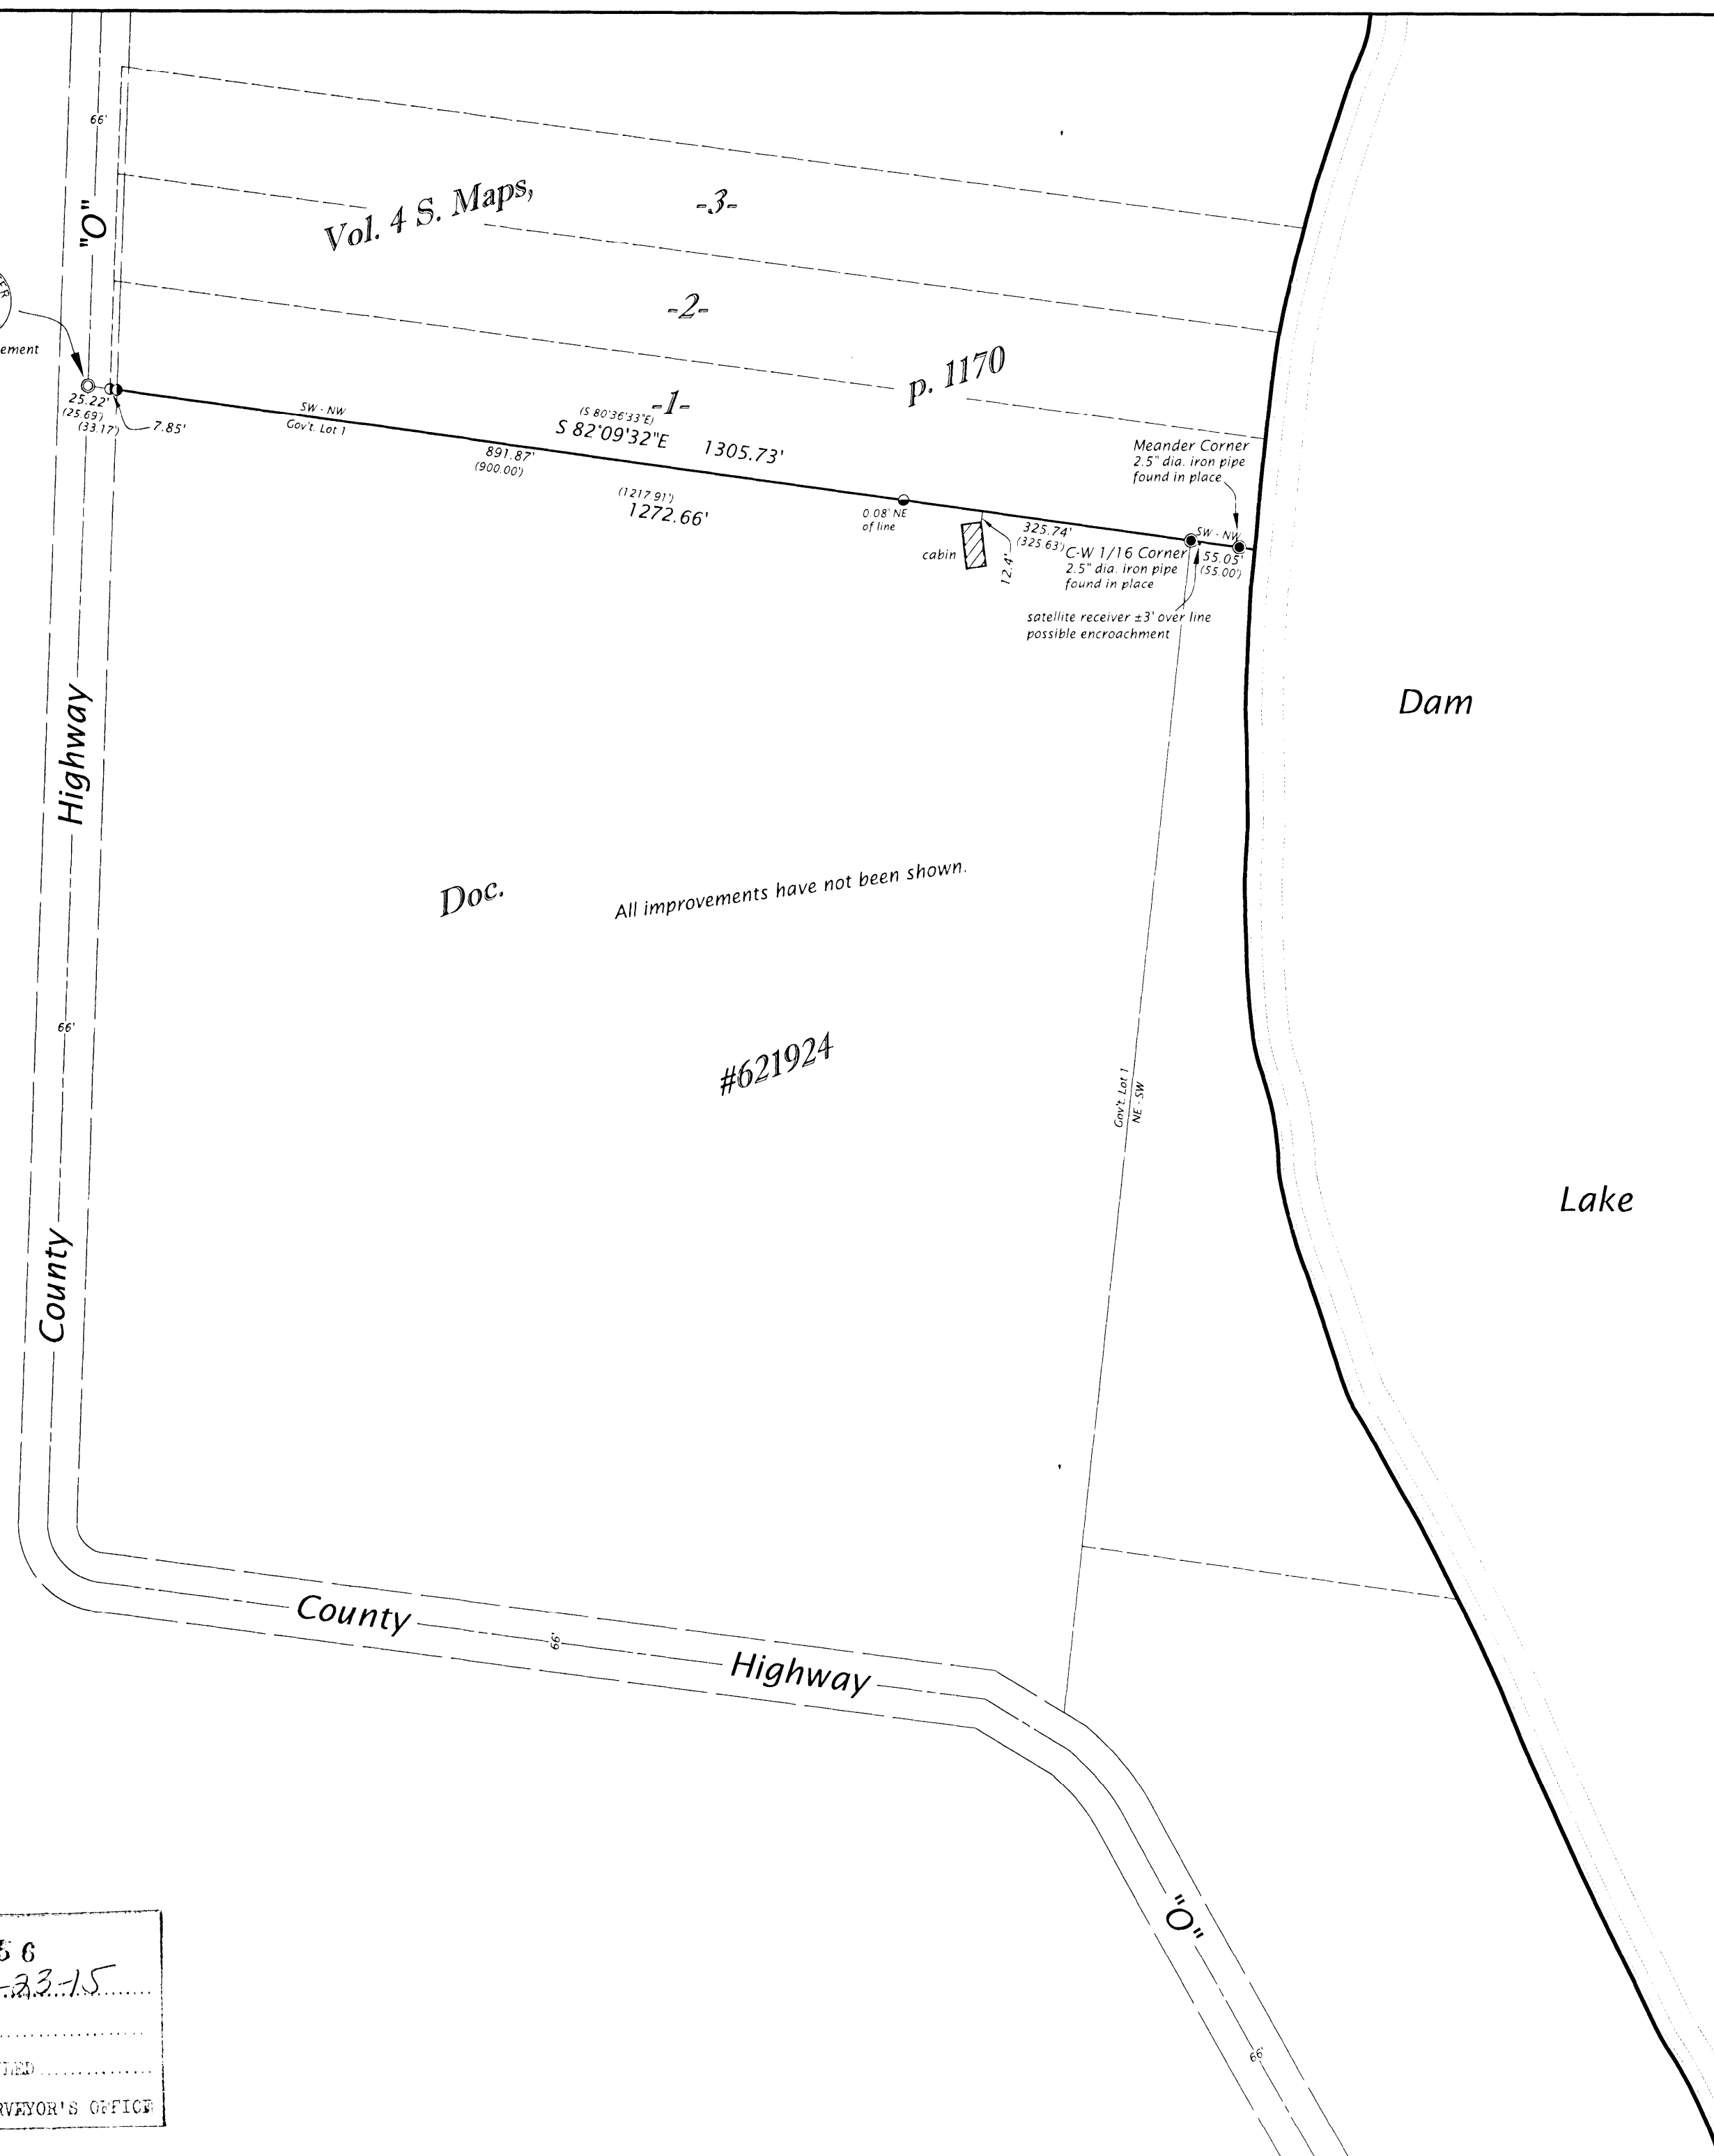 66'
"O"
Vol. 4 S. Maps,
-3-
-2-
p. 1170
-1-
ER
ement
25.22'
(25.69')
(33.17')
7.85'
SW - NW
Gov't. Lot 1
(S 80°36'33"E)
S 82°09'32"E 1305.73'
891.87'
(900.00')
(1217.91')
1272.66'
0.08' NE
of line
cabin
12.4'
325.74'
(325.63')
Meander Corner
2.5" dia. iron pipe
found in place
SW - NW
55.05'
(55.00')
C-W 1/16 Corner
2.5" dia. iron pipe
found in place
satellite receiver ±3' over line
possible encroachment
Dam
Lake
Highway
County
66'
Doc.
All improvements have not been shown.
#621924
Gov't. Lot 1
NE - SW
County
66'
Highway
"O"
66'
56
-23-15
LED
RVEYOR'S OFFICE